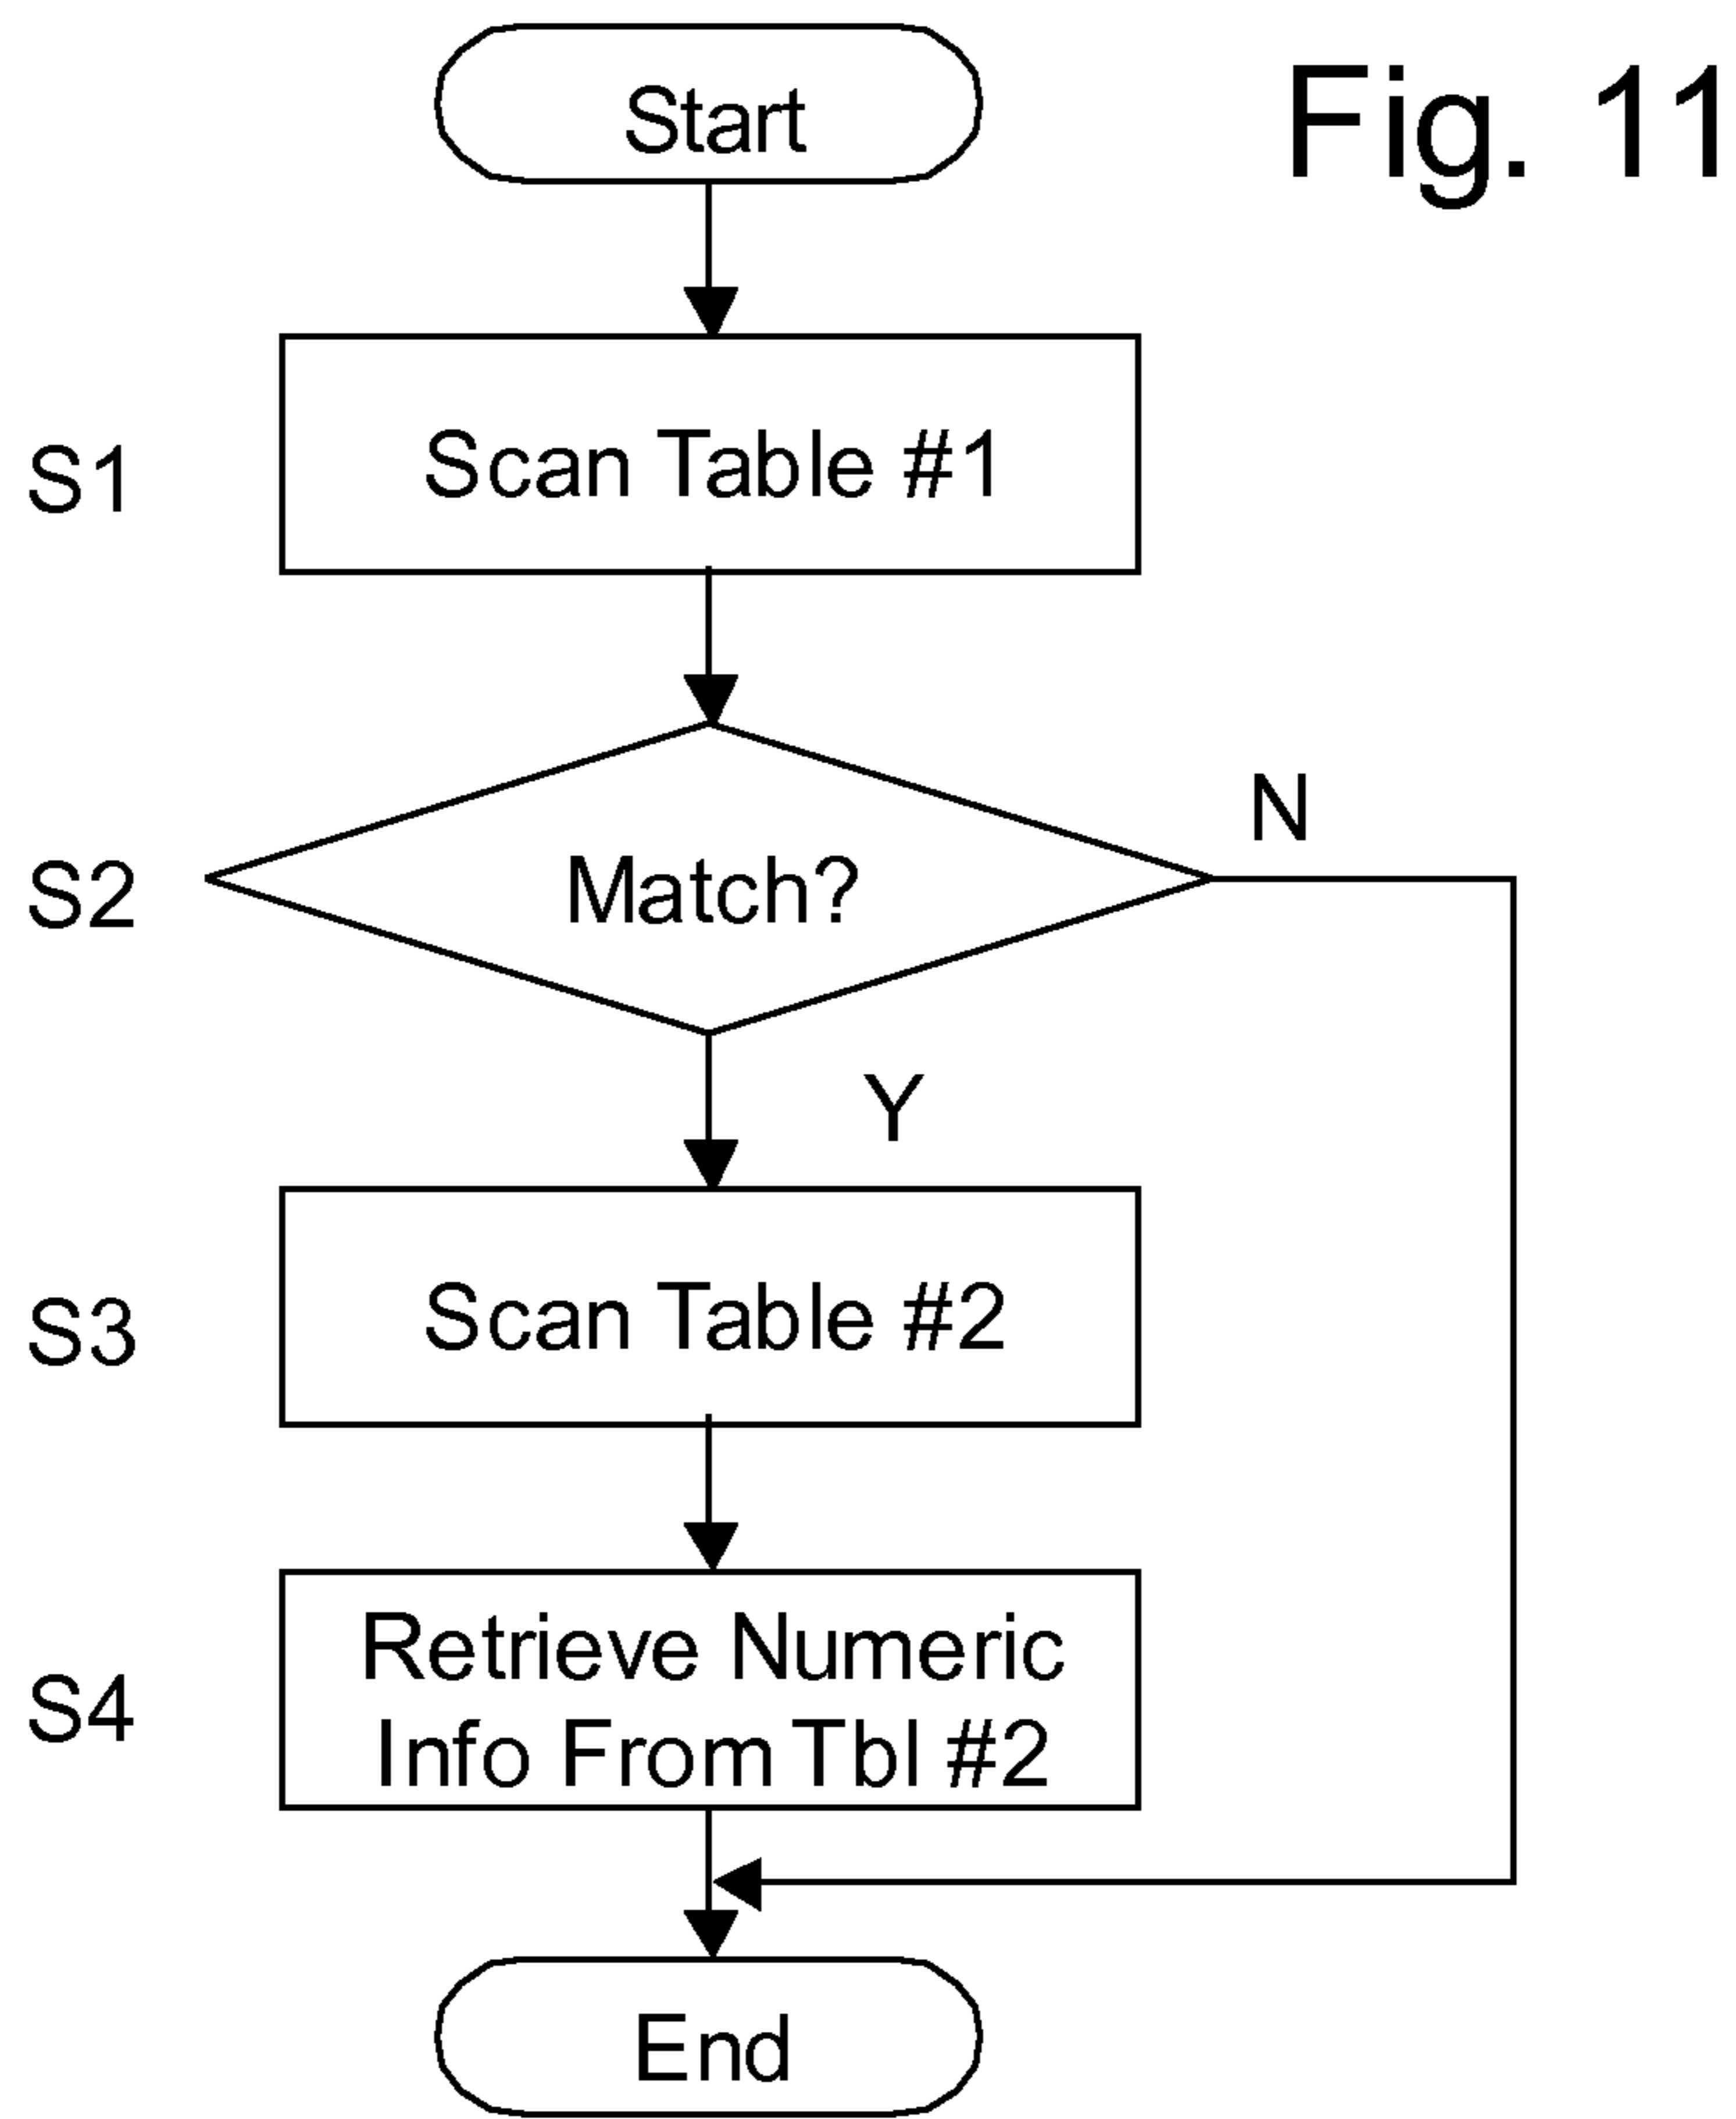 Fig. 11
Start
S1
Scan Table #1
S2
Match?
N
Y
S3
Scan Table #2
S4
Retrieve Numeric
Info From Tbl #2
End